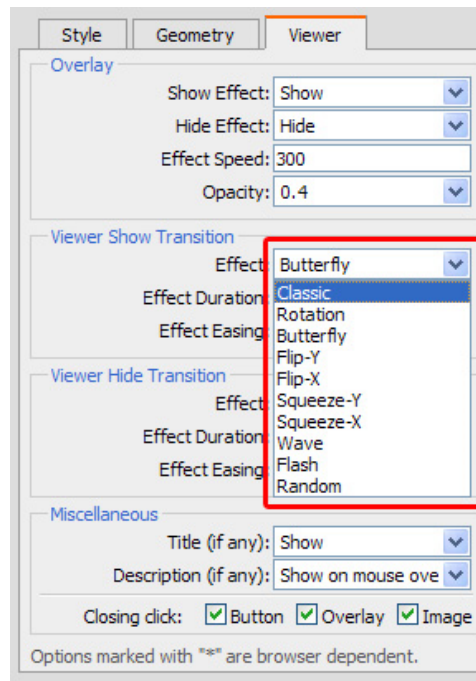 Style Geometry Viewer
Overlay
Show Effect: Show
Hide Effect: Hide
Effect Speed: 300
Opacity: 0.4
Viewer Show Transition
Effect: Butterfly
Effect Duration: Classic
Rotation
Effect Easing: Butterfly
Flip-Y
Viewer Hide Transition Flip-X
Effect: Squeeze-Y
Squeeze-X
Effect Duration Wave
Effect Easing: Flash
Random
Miscellaneous
Title (if any): Show
Description (if any): Show on mouse ove
Closing click: Button Overlay Image
Options marked with "*" are browser dependent.